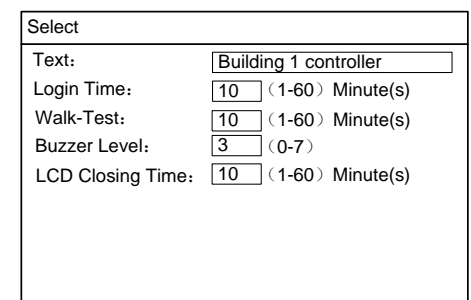 Select
Text： Building 1 controller
Login Time： 10 （1-60）Minute(s)
Walk-Test： 10 （1-60）Minute(s)
Buzzer Level： 3 （0-7）
LCD Closing Time： 10 （1-60）Minute(s)